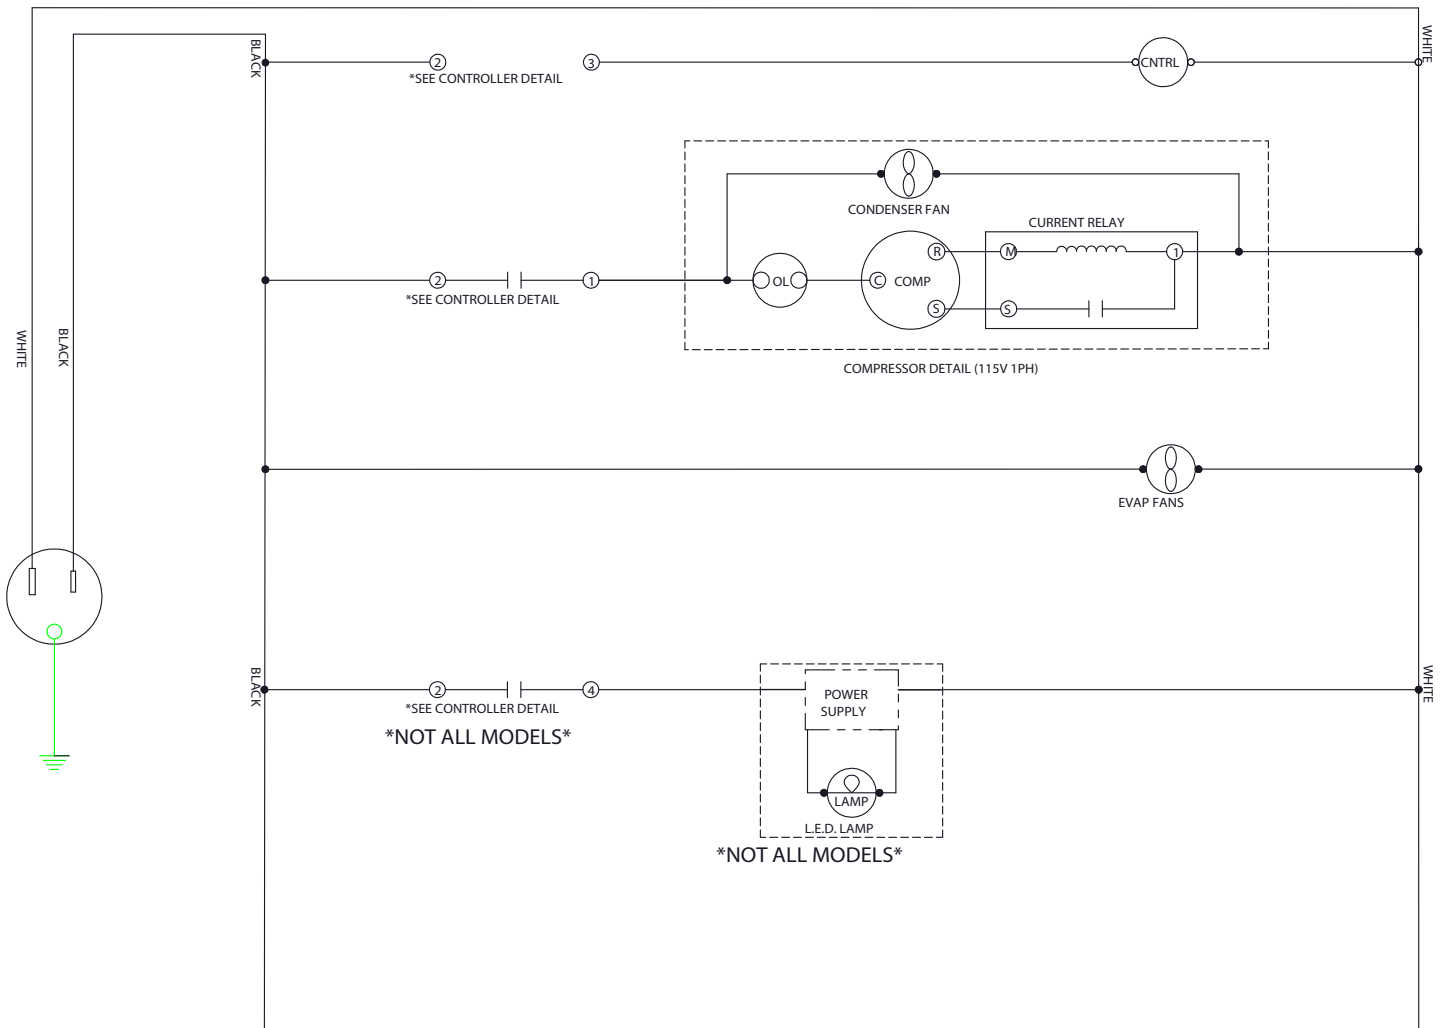 BLACK
WHITE
2
3
CNTRL
*SEE CONTROLLER DETAIL
CONDENSER FAN
CURRENT RELAY
R
M
1
2
1
OL
C
COMP
*SEE CONTROLLER DETAIL
S
S
WHITE
BLACK
COMPRESSOR DETAIL (115V 1PH)
EVAP FANS
BLACK
WHITE
2
4
POWER
SUPPLY
*SEE CONTROLLER DETAIL
*NOT ALL MODELS*
LAMP
L.E.D. LAMP
*NOT ALL MODELS*